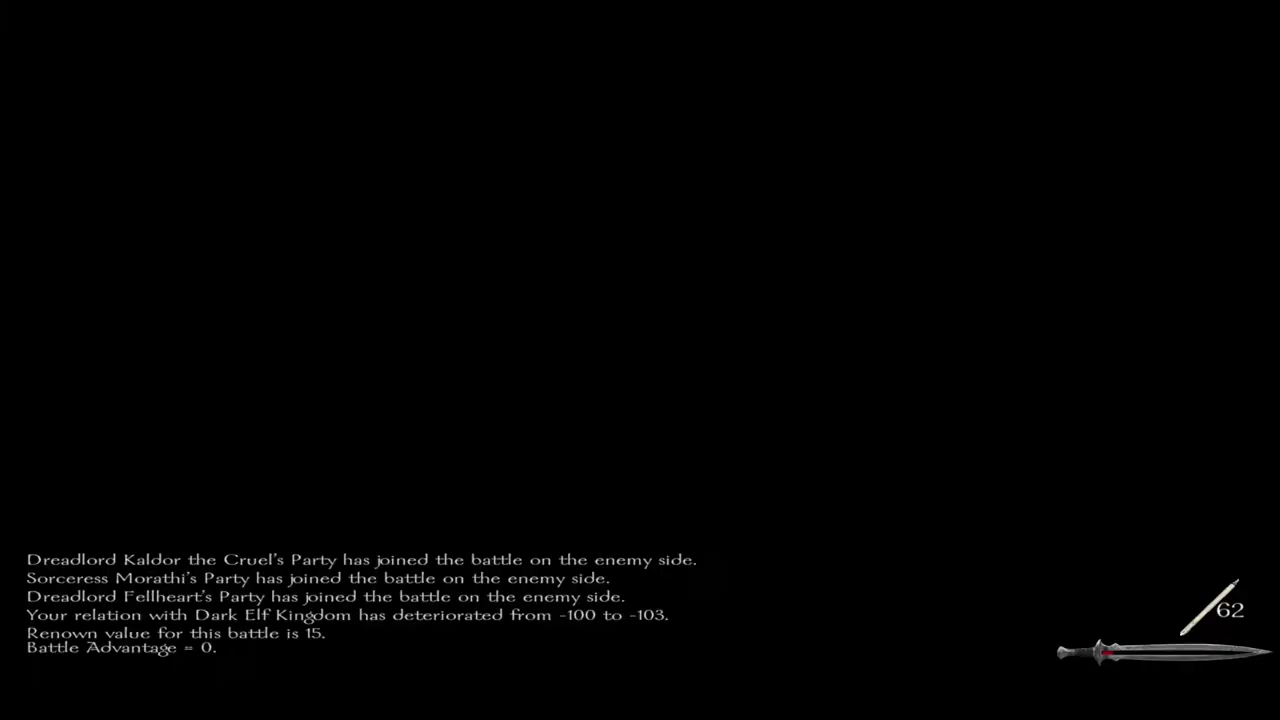 Dreadlord Kaldor the Cruel's Party has joined the battle on the enemy side.
Sorceress Morathi's Party has joined the battle on the enemy side.
Dreadlord Fellheart's Party has joined the battle on the enemy side.
Your relation with Dark Elf Kingdom has deteriorated from -100 to -103.
Renown value for this battle is 15.
Battle Advantage = 0.
62